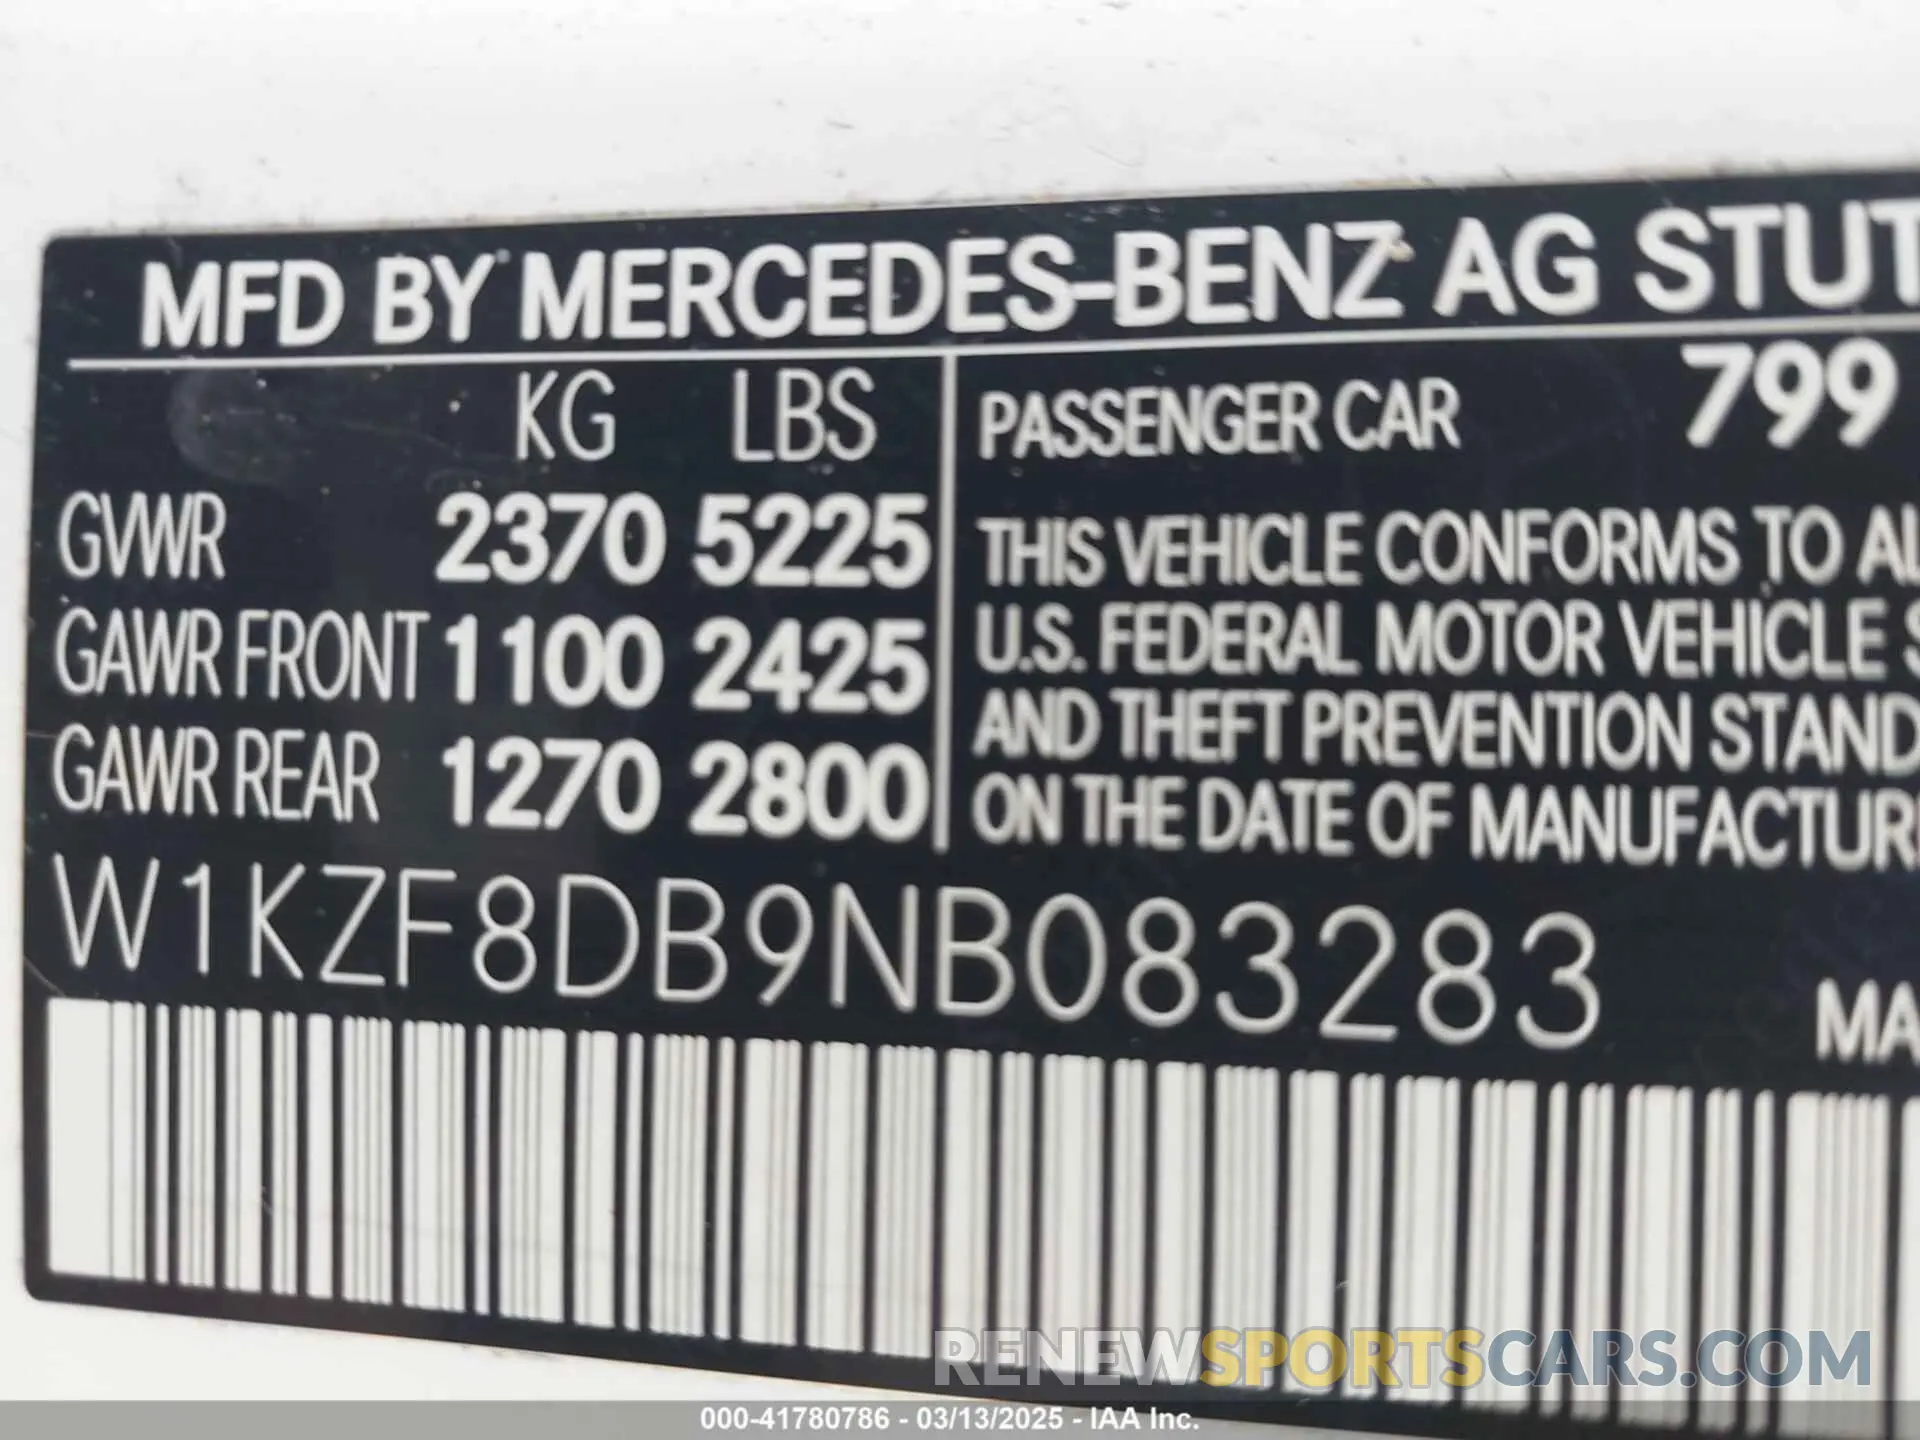 MFD BY MERCEDES-BENZ AG STUT
KG LBS
GVWR 2370 5225
GAWR FRONT 1100 2425
GAWR REAR 1270 2800
PASSENGER CAR 799
THIS VEHICLE CONFORMS TO AL
U.S. FEDERAL MOTOR VEHICLE S
AND THEFT PREVENTION STAND
ON THE DATE OF MANUFACTUR
W1KZF8DB9NB083283
MA
RENEWSPORTSCARS.COM
000-41780786 - 03/13/2025 - IAA Inc.